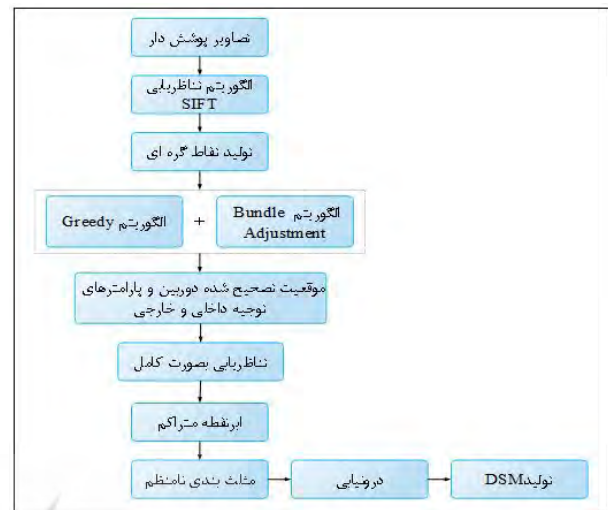 تصاویر پوشش دار
الگوریتم تناظریابی
SIFT
تولید نقاط گره ای
الگوریتم Bundle
Adjustment
+
الگوریتم Greedy
موقعیت تصحیح شده دوربین و پارامترهای
توجیه داخلی و خارجی
تناظریابی بصورت کامل
ابرنقطه متراکم
مثلث بندی نامنظم
درونیابی
تولیدDSM